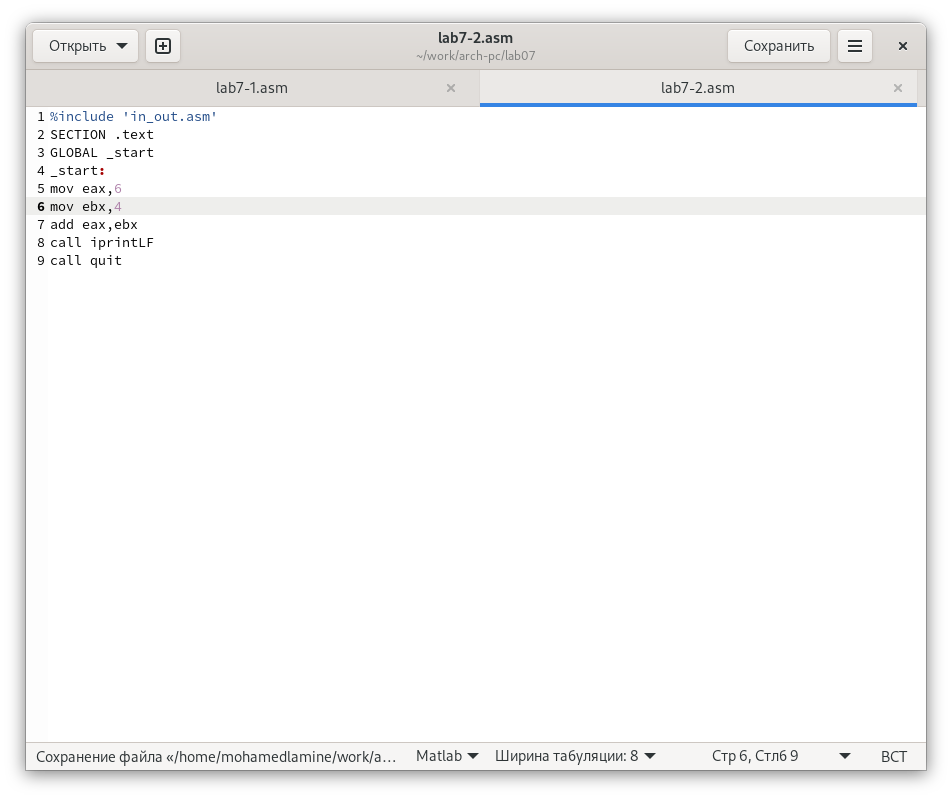 Открыть
lab7-2.asm
~/work/arch-pc/lab07
Сохранить
lab7-1.asm
lab7-2.asm
1 %include 'in_out.asm'
2 SECTION .text
3 GLOBAL _start
4 _start:
5 mov eax,6
6 mov ebx,4
7 add eax,ebx
8 call iprintLF
9 call quit
Сохранение файла «/home/mohamedlamine/work/a… Matlab Ширина табуляции: 8 Стр 6, Стлб 9 ВСТ